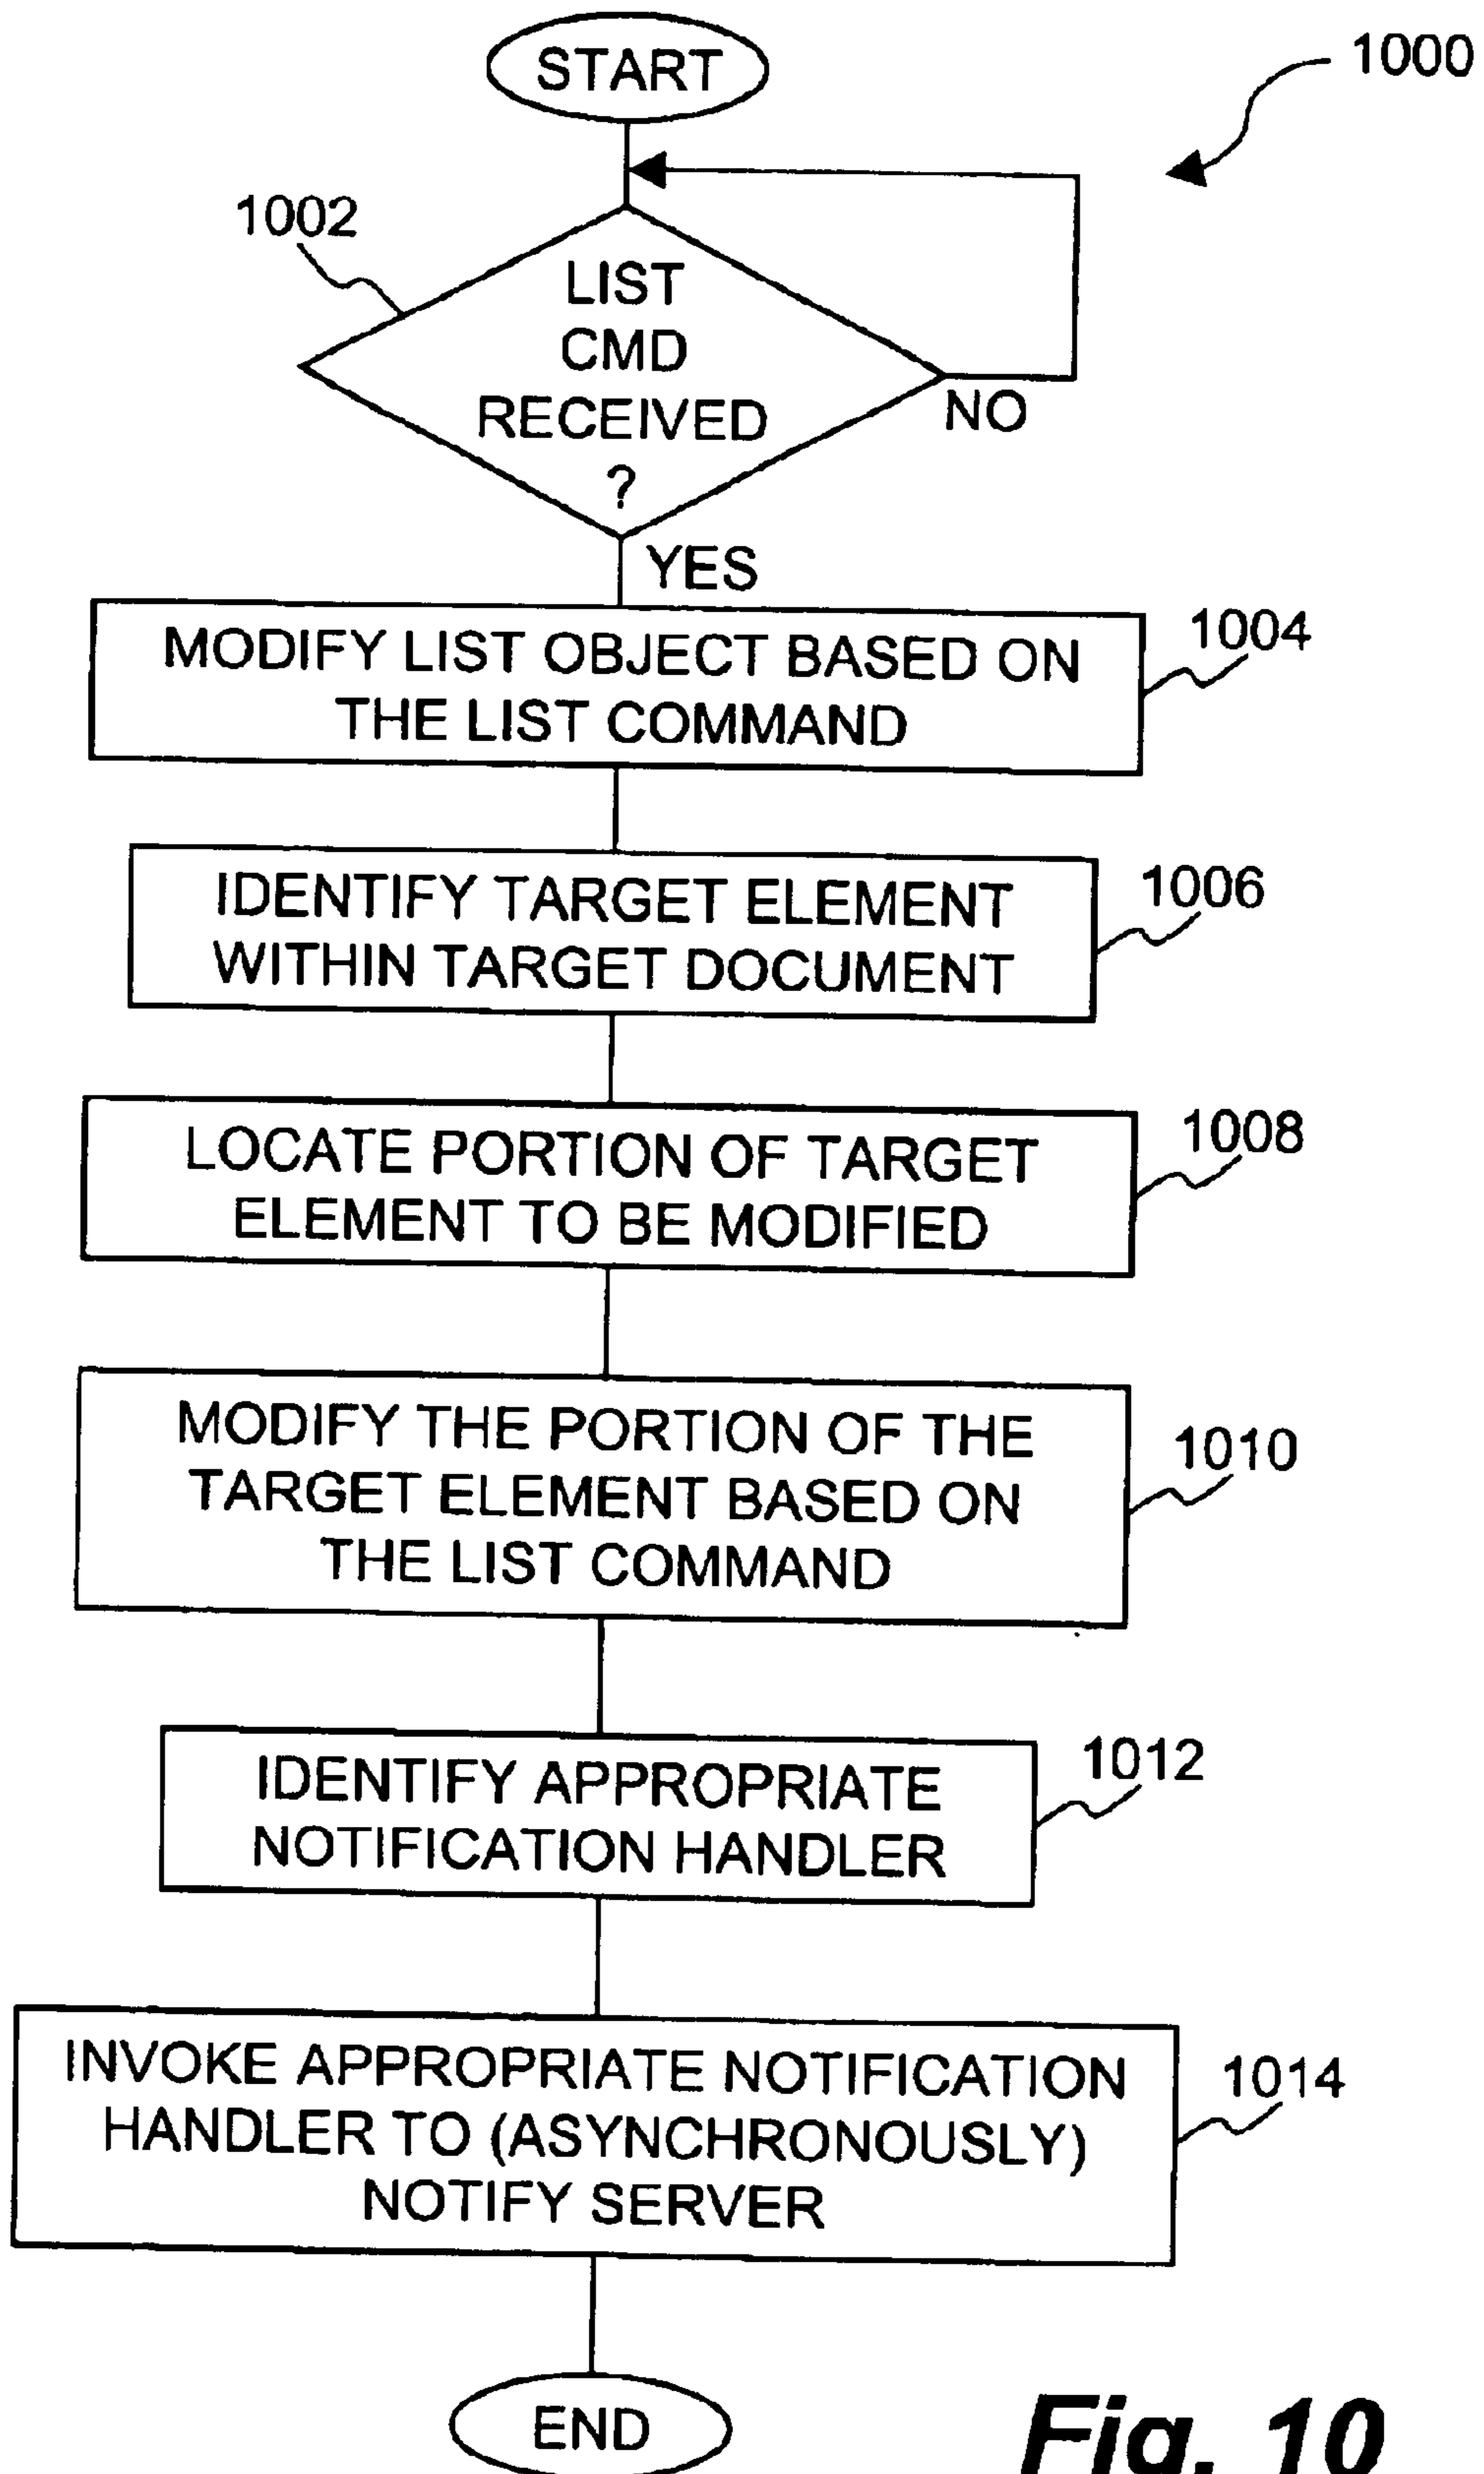 START
1000
1002
LIST
CMD
RECEIVED
?
NO
YES
MODIFY LIST OBJECT BASED ON
THE LIST COMMAND
1004
IDENTIFY TARGET ELEMENT
WITHIN TARGET DOCUMENT
1006
LOCATE PORTION OF TARGET
ELEMENT TO BE MODIFIED
1008
MODIFY THE PORTION OF THE
TARGET ELEMENT BASED ON
THE LIST COMMAND
1010
IDENTIFY APPROPRIATE
NOTIFICATION HANDLER
1012
INVOKE APPROPRIATE NOTIFICATION
HANDLER TO (ASYNCHRONOUSLY)
NOTIFY SERVER
1014
END
Fig. 10